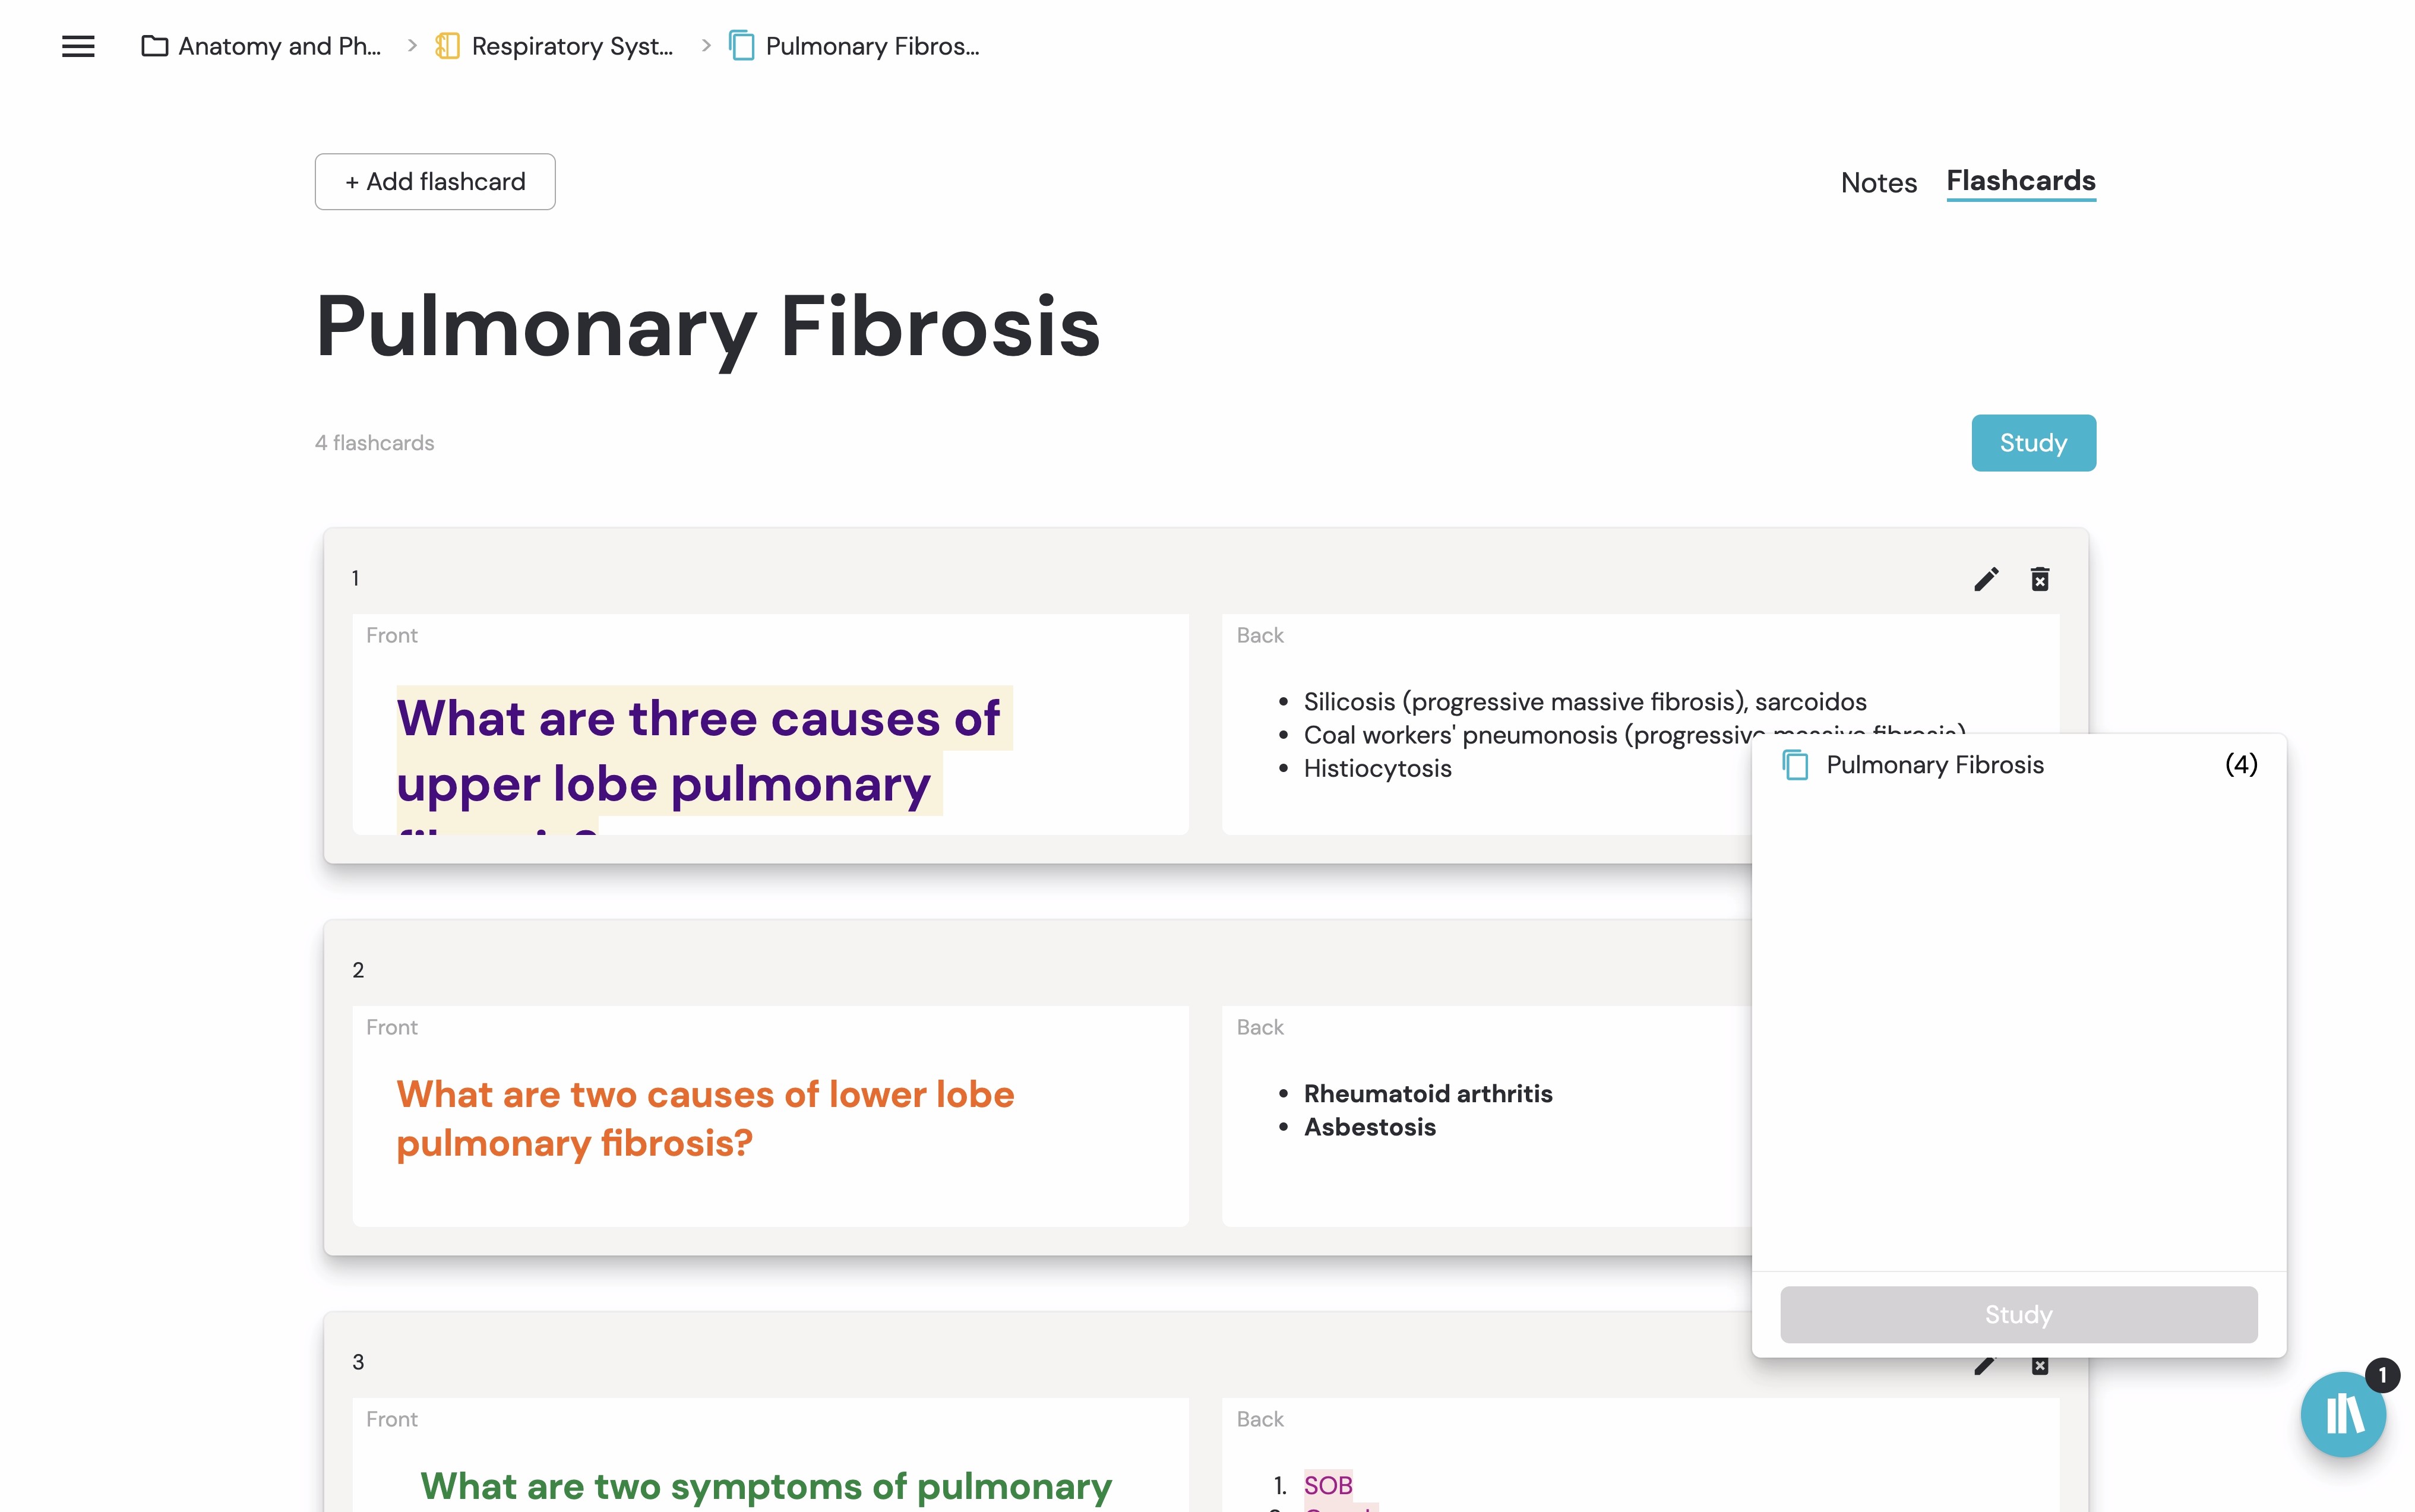 Anatomy and Ph...
Respiratory Syst...
Pulmonary Fibros...
+ Add flashcard
Notes
Flashcards
Pulmonary Fibrosis
4 flashcards
Study
1
Front
What are three causes of
upper lobe pulmonary
Back
Silicosis (progressive massive fibrosis), sarcoidos
Coal workers' pneumonosis (progressive massive fibrosis)
Histiocytosis
2
Front
What are two causes of lower lobe
pulmonary fibrosis?
Back
Rheumatoid arthritis
Asbestosis
Pulmonary Fibrosis (4)
Study
1
3
Front
What are two symptoms of pulmonary
Back
1. SOB